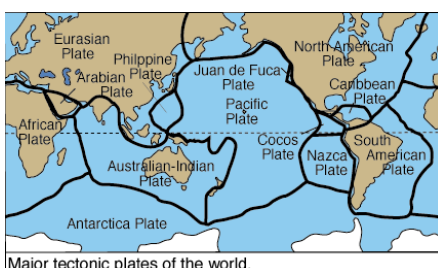 Eurasian
Plate
Philppine
Plate
North American
Plate
Arabian
Plate
Juan de Fuca
Plate
Caribbean
Plate
Pacific
Plate
African
Plate
Cocos
Plate
Nazca
Plate
South
American
Plate
Australian-Indian
Plate
Antarctica Plate
Major tectonic plates of the world.